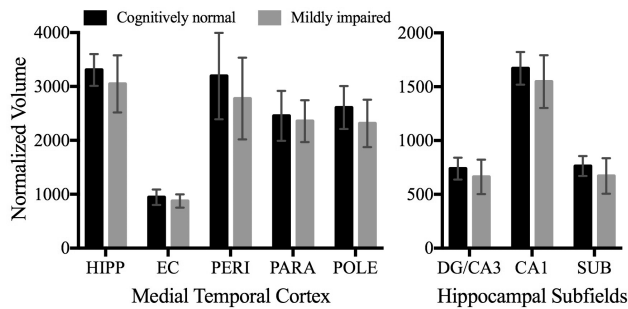 Cognitively normal
Mildly impaired
Normalized Volume
4000
3000
2000
1000
0
HIPP
EC
PERI
PARA
POLE
Medial Temporal Cortex
2000
1500
1000
500
0
DG/CA3
CA1
SUB
Hippocampal Subfields